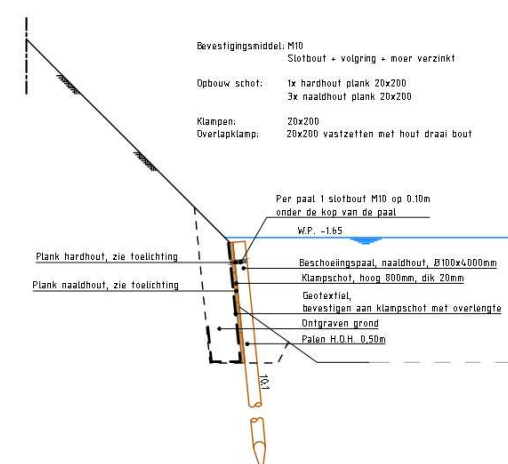 Bevestigingsmiddel: M10
Slotbout + volgring + moer verzinkt
Opbouw schot: 1x hardhout plank 20x200
3x naaldhout plank 20x200
Klampen: 20x200
Overlapklamp: 20x200 vastzetten met hout draai bout
Per paal 1 slotbout M10 op 0.10m
onder de kop van de paal
W.P. -1.65
Plank hardhout, zie toelichting
Beschoeiingspaal, naaldhout, Ø100x4000mm
Klampschot, hoog 800mm, dik 20mm
Plank naaldhout, zie toelichting
Geotextiel,
bevestigen aan klampschot met overlengte
Ontgraven grond
Palen H.O.H. 0,50m
10:1